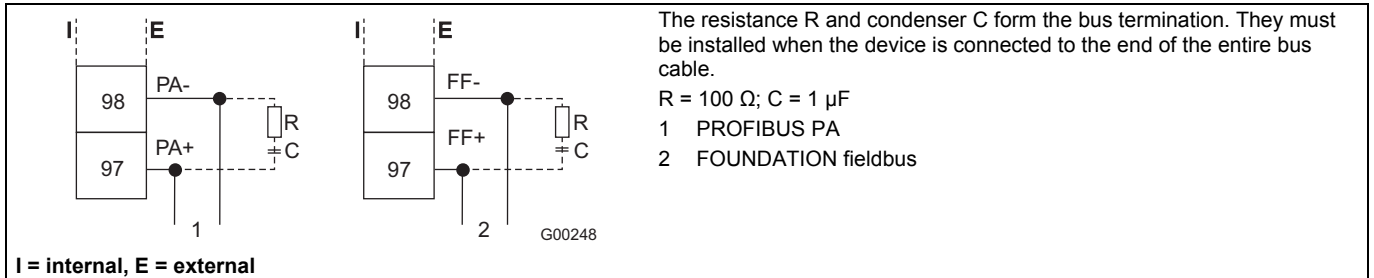 I E
PA-
98
R
PA+
C
97
1
I E
FF-
98
R
FF+
C
97
2
G00248
I = internal, E = external
The resistance R and condenser C form the bus termination. They must
be installed when the device is connected to the end of the entire bus
cable.
R = 100 Ω; C = 1 µF
1 PROFIBUS PA
2 FOUNDATION fieldbus